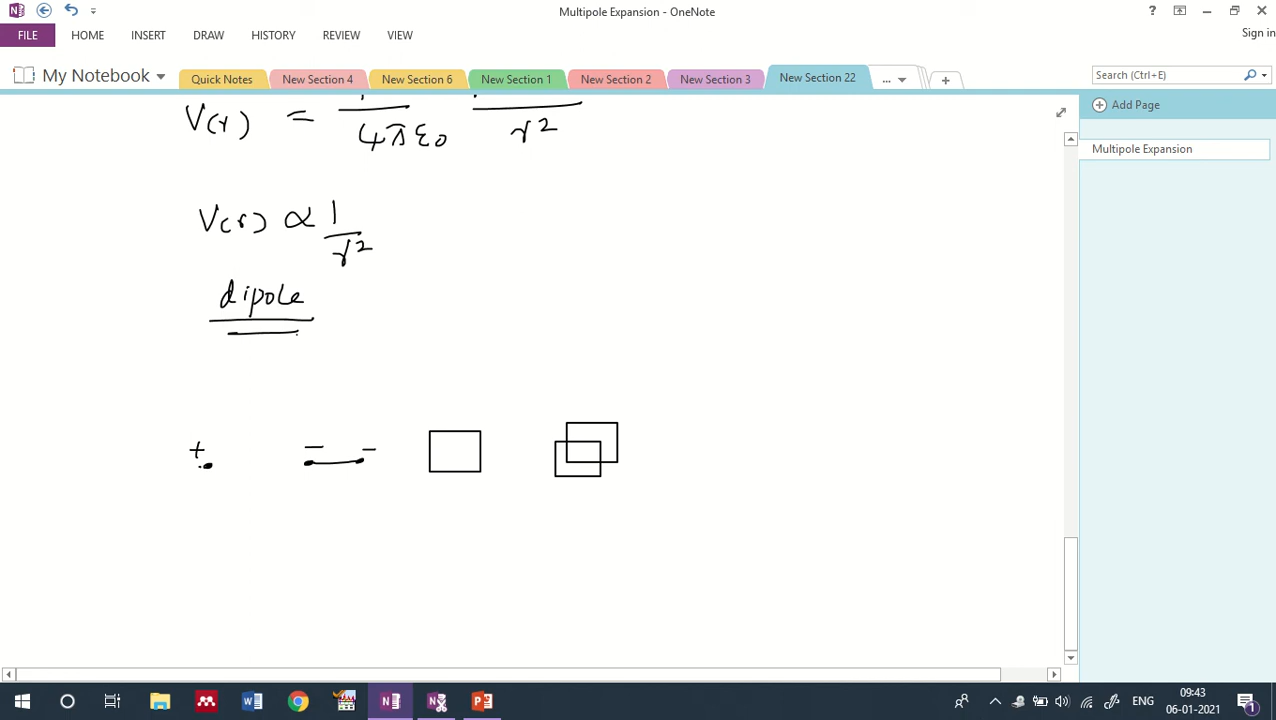 Multipole Expansion - OneNote
?
FILE HOME INSERT DRAW HISTORY REVIEW VIEW
Sign in
My Notebook
Quick Notes New Section 4 New Section 6 New Section 1 New Section 2 New Section 3 New Section 22 ... +
Search (Ctrl+E)
Add Page
Multipole Expansion
V(r) = 
4πε0 r²
V(r) ∝ 1
r²
dipole
+ - -
ENG
09:43
06-01-2021